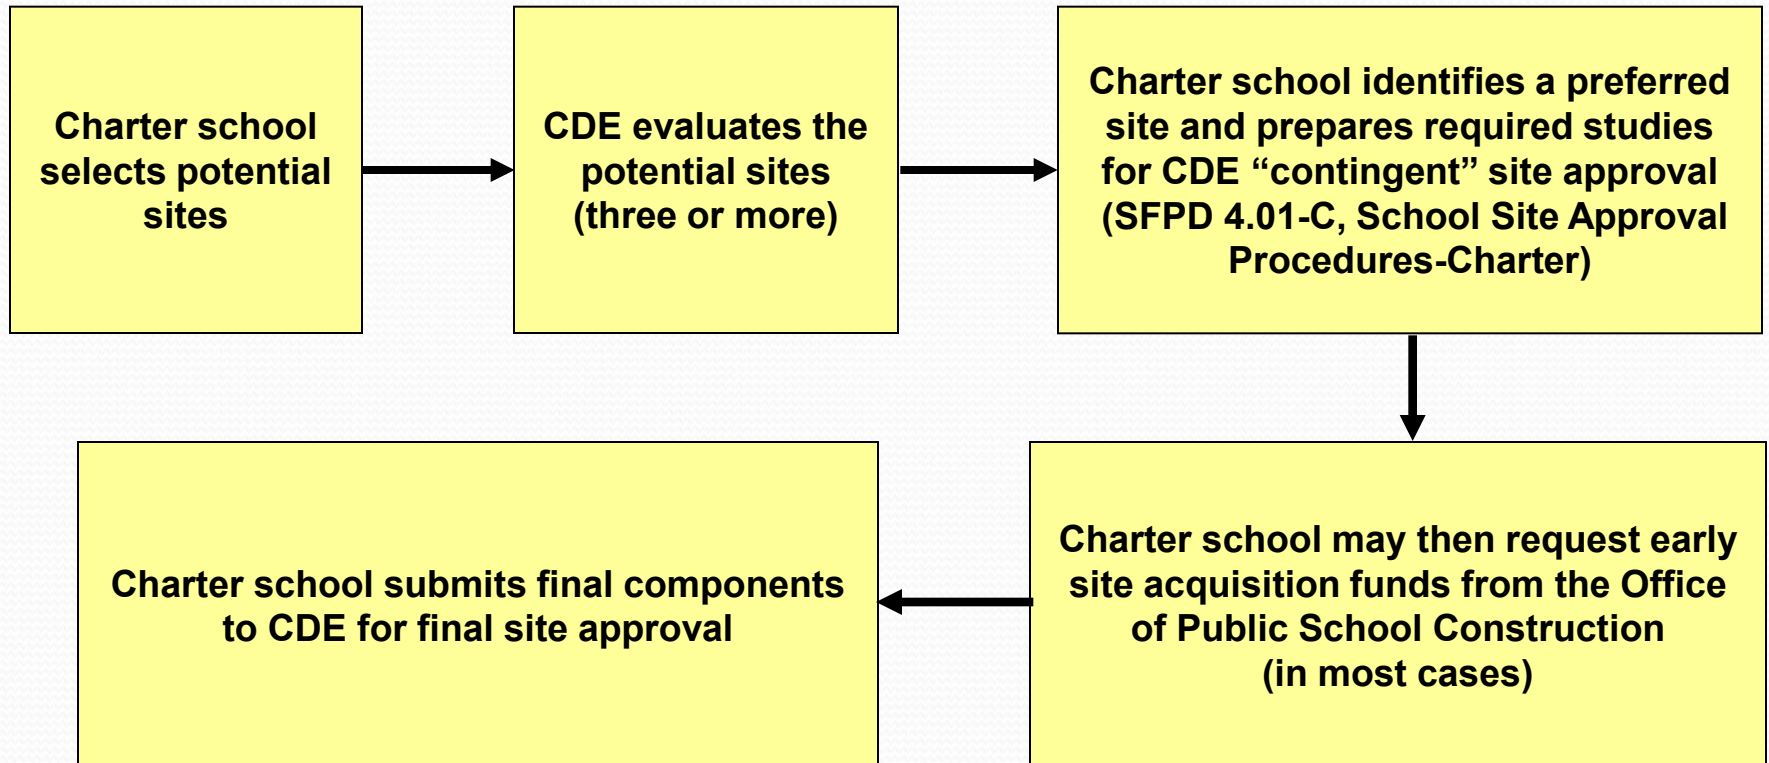 Charter school
selects potential
sites
CDE evaluates the
potential sites
(three or more)
Charter school identifies a preferred
site and prepares required studies
for CDE “contingent” site approval
(SFPD 4.01-C, School Site Approval
Procedures-Charter)
Charter school may then request early
site acquisition funds from the Office
of Public School Construction
(in most cases)
Charter school submits final components
to CDE for final site approval